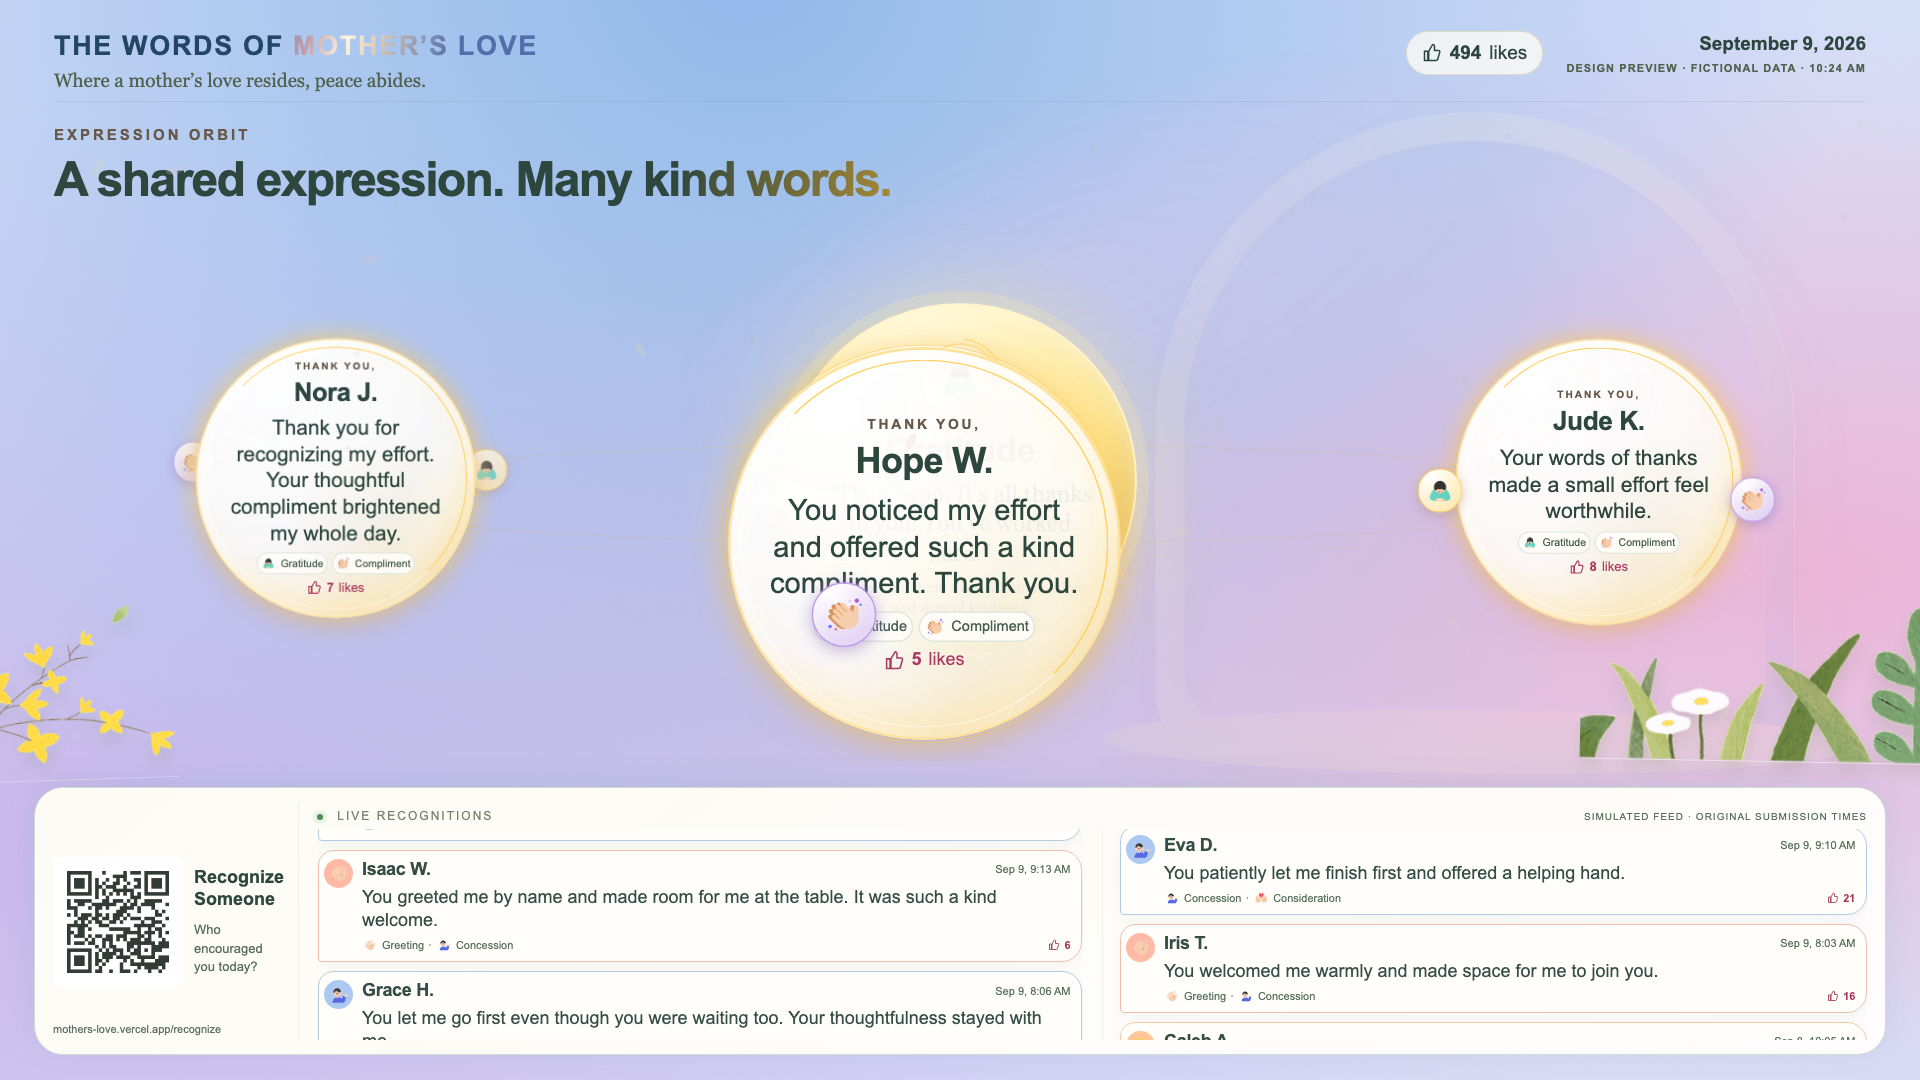 THE WORDS OF MOTHER'S LOVE
Where a mother's love resides, peace abides.
494 likes
September 9, 2026
DESIGN PREVIEW · FICTIONAL DATA · 10:24 AM
EXPRESSION ORBIT
A shared expression. Many kind words.
THANK YOU,
Nora J.
Thank you for
recognizing my effort.
Your thoughtful
compliment brightened
my whole day.
Gratitude Compliment
7 likes
THANK YOU,
Hope W.
You noticed my effort
and offered such a kind
compliment. Thank you.
Compliment
5 likes
THANK YOU,
Jude K.
Your words of thanks
made a small effort feel
worthwhile.
Gratitude Compliment
8 likes
Recognize
Someone
Who
encouraged
you today?
mothers-love.vercel.app/recognize
LIVE RECOGNITIONS
SIMULATED FEED · ORIGINAL SUBMISSION TIMES
Isaac W.
Sep 9, 9:13 AM
You greeted me by name and made room for me at the table. It was such a kind
welcome.
Greeting · Concession
6
Grace H.
Sep 9, 8:06 AM
You let me go first even though you were waiting too. Your thoughtfulness stayed with
Eva D.
Sep 9, 9:10 AM
You patiently let me finish first and offered a helping hand.
Concession · Consideration
21
Iris T.
Sep 9, 8:03 AM
You welcomed me warmly and made space for me to join you.
Greeting · Concession
16